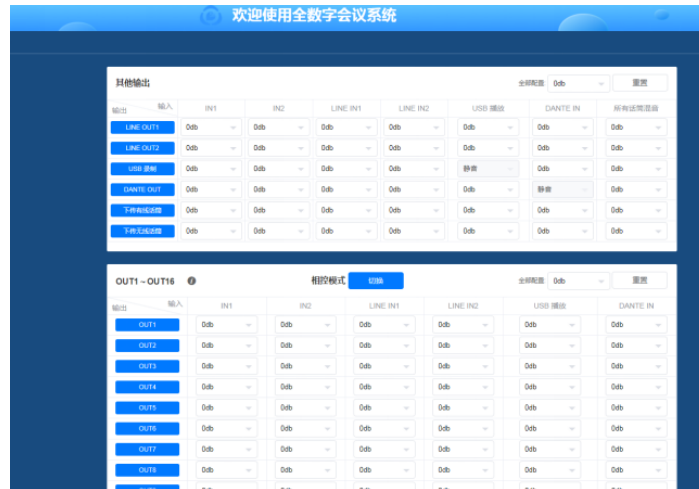 欢迎使用全数字会议系统
其他输出 全部配置 0db 重置
输出 输入 IN1 IN2 LINE IN1 LINE IN2 USB 播放 DANTE IN 所有话筒混音
LINE OUT1 0db 0db 0db 0db 0db 0db 0db
LINE OUT2 0db 0db 0db 0db 0db 0db 0db
USB 录制 0db 0db 0db 0db 静音 0db 0db
DANTE OUT 0db 0db 0db 0db 0db 静音 0db
下传有线话筒 0db 0db 0db 0db 0db 0db 0db
下传无线话筒 0db 0db 0db 0db 0db 0db 0db
OUT1 ~ OUT16 相控模式 切换 全部配置 0db 重置
输出 输入 IN1 IN2 LINE IN1 LINE IN2 USB 播放 DANTE IN
OUT1 0db 0db 0db 0db 0db 0db
OUT2 0db 0db 0db 0db 0db 0db
OUT3 0db 0db 0db 0db 0db 0db
OUT4 0db 0db 0db 0db 0db 0db
OUT5 0db 0db 0db 0db 0db 0db
OUT6 0db 0db 0db 0db 0db 0db
OUT7 0db 0db 0db 0db 0db 0db
OUT8 0db 0db 0db 0db 0db 0db